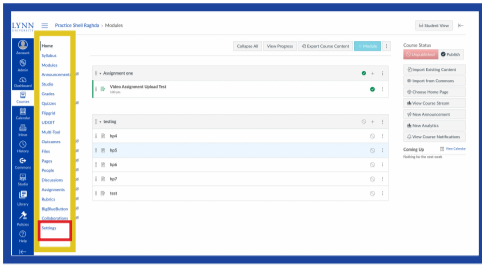 LYNN
UNIVERSITY
Practice Shell Raghda › Modules
Student View
Account
Admin
Dashboard
Courses
Calendar
Inbox
History
Commons
Studio
Library
Policies
Help
Home
Syllabus
Modules
Announcements
Studio
Grades
Quizzes
Flipgrid
UDOIT
Multi Tool
Outcomes
Files
Pages
People
Discussions
Assignments
Rubrics
BigBlueButton
Collaborations
Settings
Collapse All
View Progress
Export Course Content
+ Module
Assignment one
Video Assignment Upload Test
testing
hp4
hp5
hp6
hp7
test
Course Status
Unpublished
Publish
Import Existing Content
Import from Commons
Choose Home Page
View Course Stream
New Announcement
New Analytics
View Course Notifications
Coming Up
View Calendar
Nothing for the next week